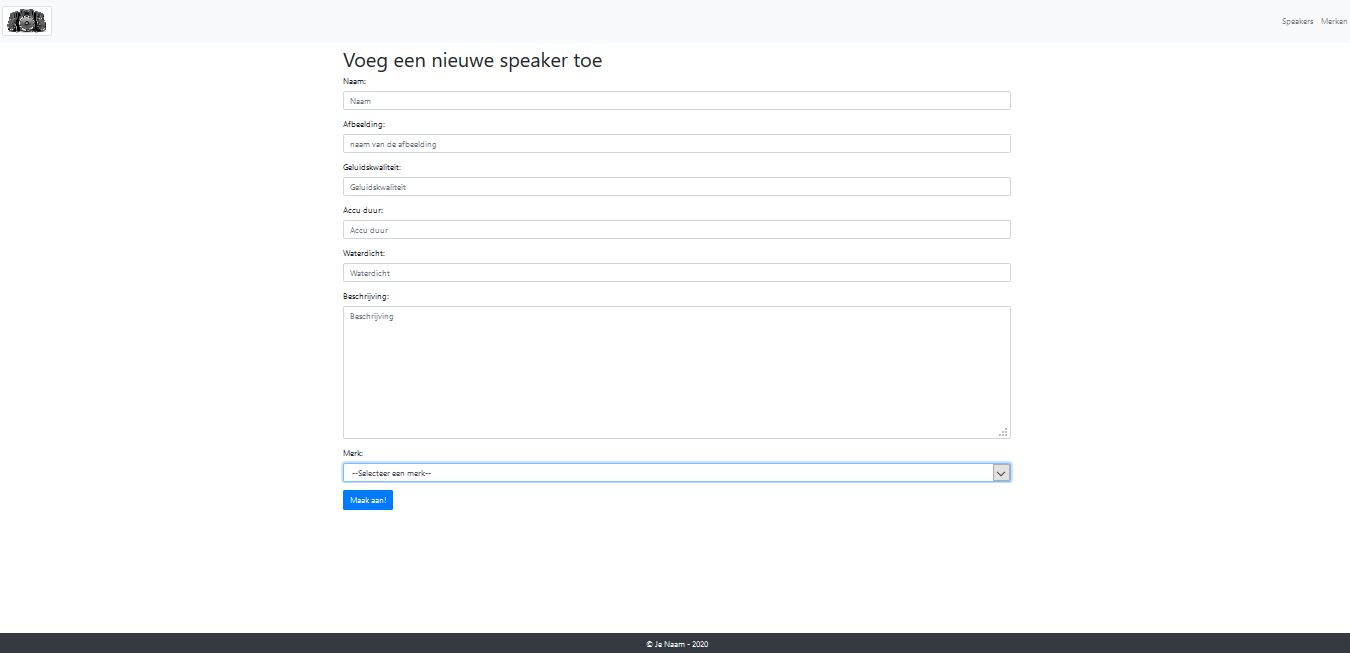 Speakers Merken
Voeg een nieuwe speaker toe
Naam:
Naam
Afbeelding:
naam van de afbeelding
Geluidskwaliteit:
Geluidskwaliteit
Accu duur:
Accu duur
Waterdicht:
Waterdicht
Beschrijving:
Beschrijving
Merk:
--Selecteer een merk--
Maak aan!
© Je Naam - 2020